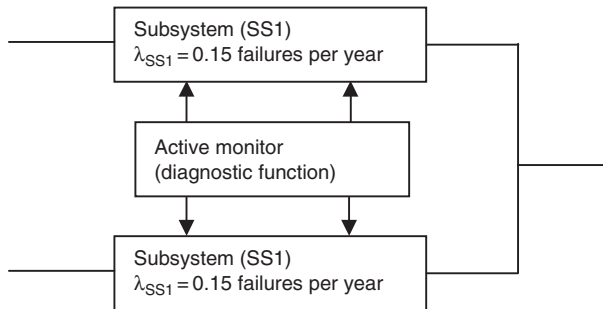 Subsystem (SS1)
λSS1 = 0.15 failures per year
Active monitor
(diagnostic function)
Subsystem (SS1)
λSS1 = 0.15 failures per year